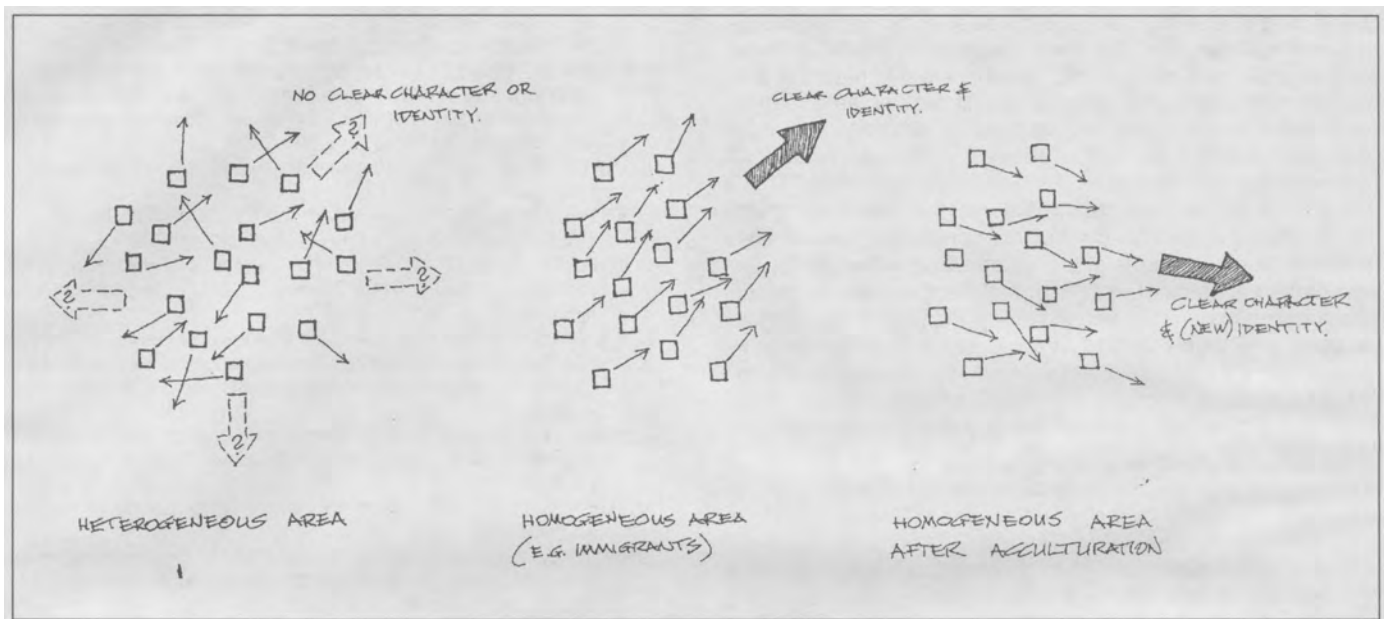 NO CLEAR CHARACTER OR
IDENTITY.
?
?
?
?
HETEROGENEOUS AREA
CLEAR CHARACTER &
IDENTITY.
HOMOGENEOUS AREA
(E.G. IMMIGRANTS)
CLEAR CHARACTER
& (NEW) IDENTITY.
HOMOGENEOUS AREA
AFTER ACCULTURATION